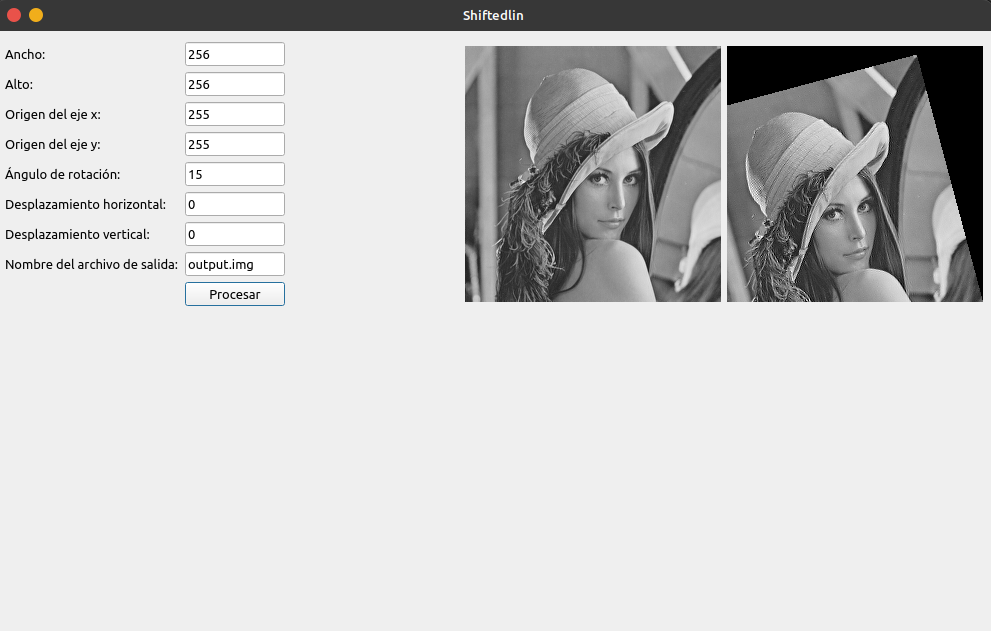 Shiftedlin
Ancho: 256
Alto: 256
Origen del eje x: 255
Origen del eje y: 255
Ángulo de rotación: 15
Desplazamiento horizontal: 0
Desplazamiento vertical: 0
Nombre del archivo de salida: output.img
Procesar